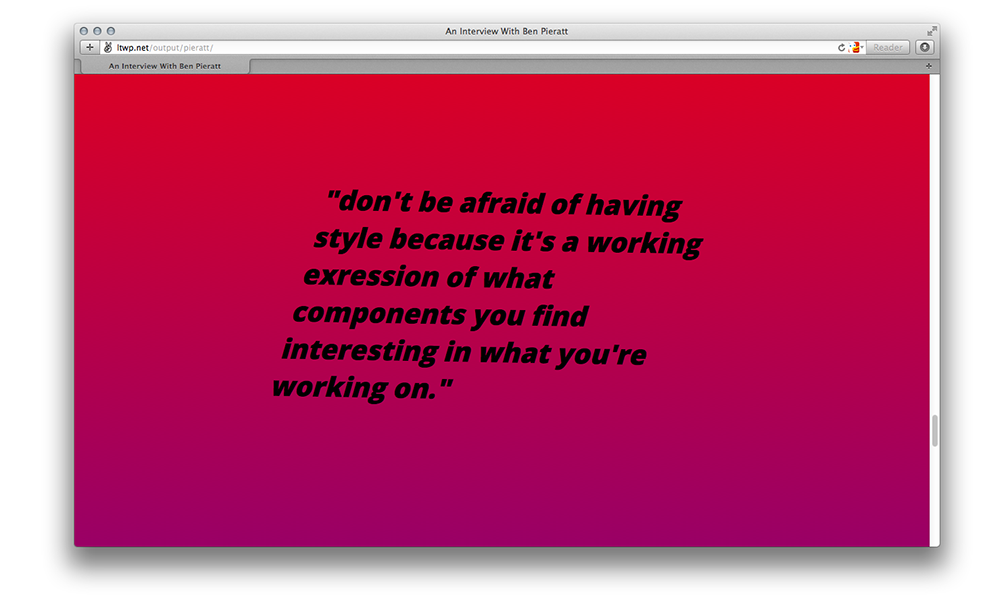 An Interview With Ben Pieratt
ltwp.net/output/pieratt/
Reader
An Interview With Ben Pieratt
"don't be afraid of having
style because it's a working
exression of what
components you find
interesting in what you're
working on."